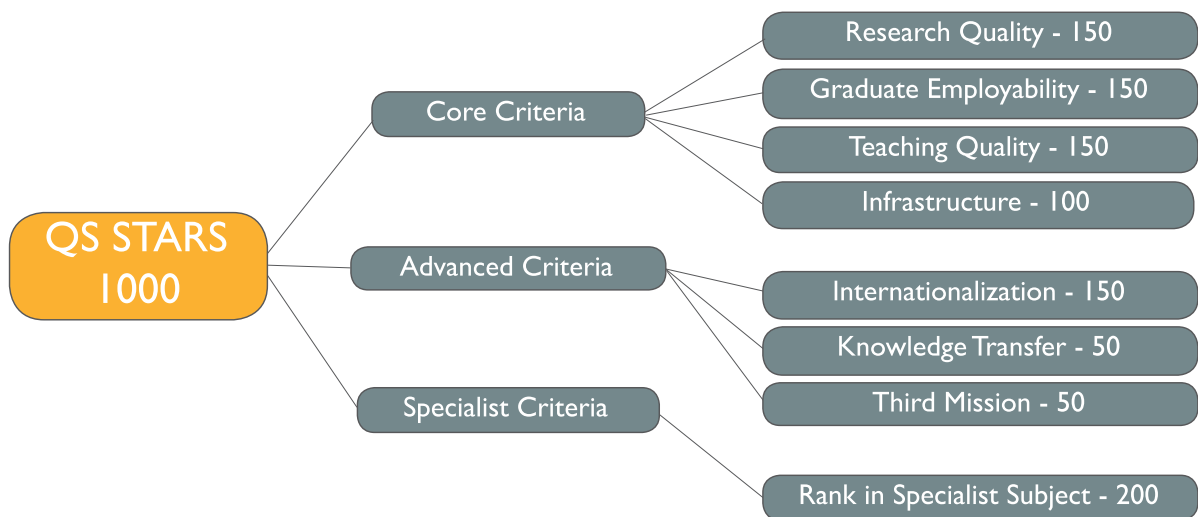 QS STARS
1000
Core Criteria
Research Quality - 150
Graduate Employability - 150
Teaching Quality - 150
Infrastructure - 100
Advanced Criteria
Internationalization - 150
Knowledge Transfer - 50
Third Mission - 50
Specialist Criteria
Rank in Specialist Subject - 200